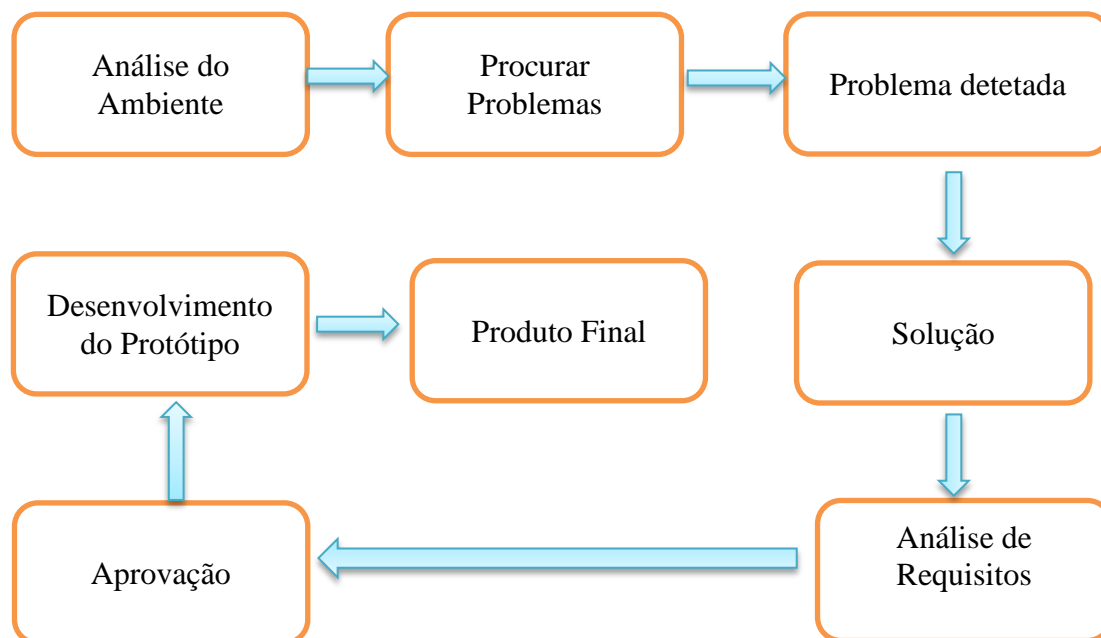 Análise do
Ambiente
Procurar
Problemas
Problema detetada
Solução
Análise de
Requisitos
Aprovação
Desenvolvimento
do Protótipo
Produto Final